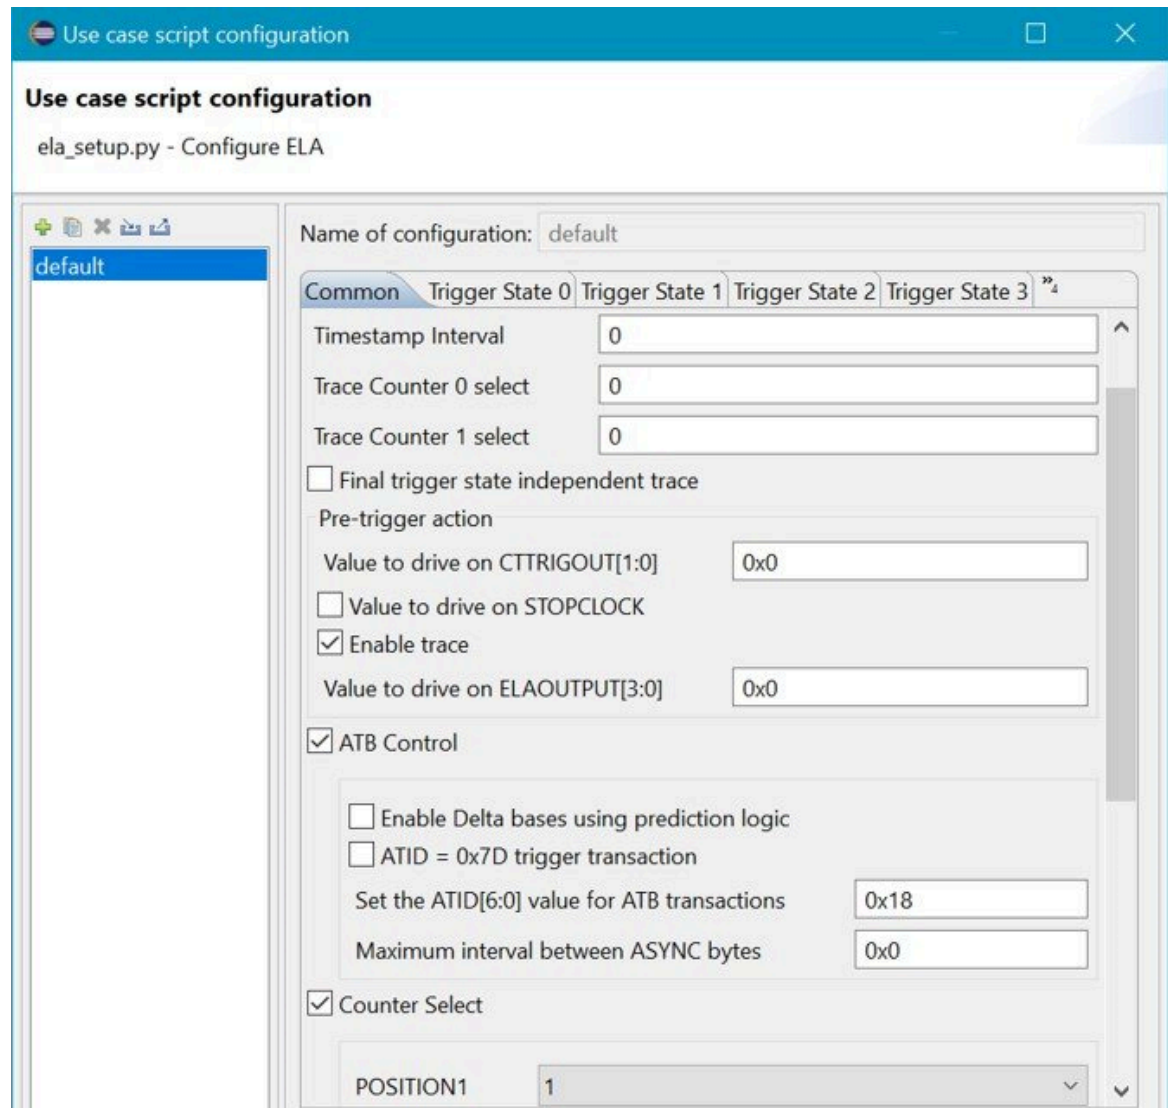 Use case script configuration
Use case script configuration
ela_setup.py - Configure ELA
default
Name of configuration: default
Common Trigger State 0 Trigger State 1 Trigger State 2 Trigger State 3 »4
Timestamp Interval 0
Trace Counter 0 select 0
Trace Counter 1 select 0
Final trigger state independent trace
Pre-trigger action
Value to drive on CTTRIGOUT[1:0] 0x0
Value to drive on STOPCLOCK
Enable trace
Value to drive on ELAOUTPUT[3:0] 0x0
ATB Control
Enable Delta bases using prediction logic
ATID = 0x7D trigger transaction
Set the ATID[6:0] value for ATB transactions 0x18
Maximum interval between ASYNC bytes 0x0
Counter Select
POSITION1 1